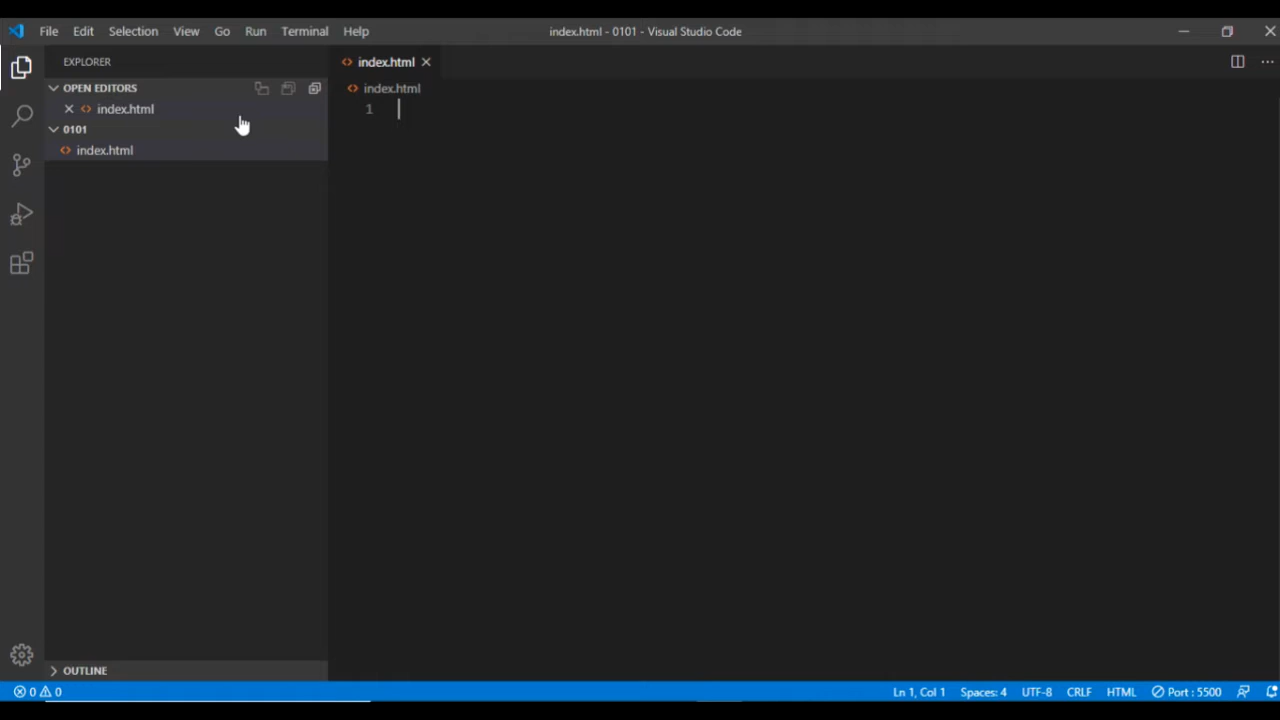 File Edit Selection View Go Run Terminal Help index.html - 0101 - Visual Studio Code
EXPLORER
OPEN EDITORS
index.html
0101
index.html
OUTLINE
index.html
index.html
1
0 0 Ln 1, Col 1 Spaces: 4 UTF-8 CRLF HTML Port : 5500